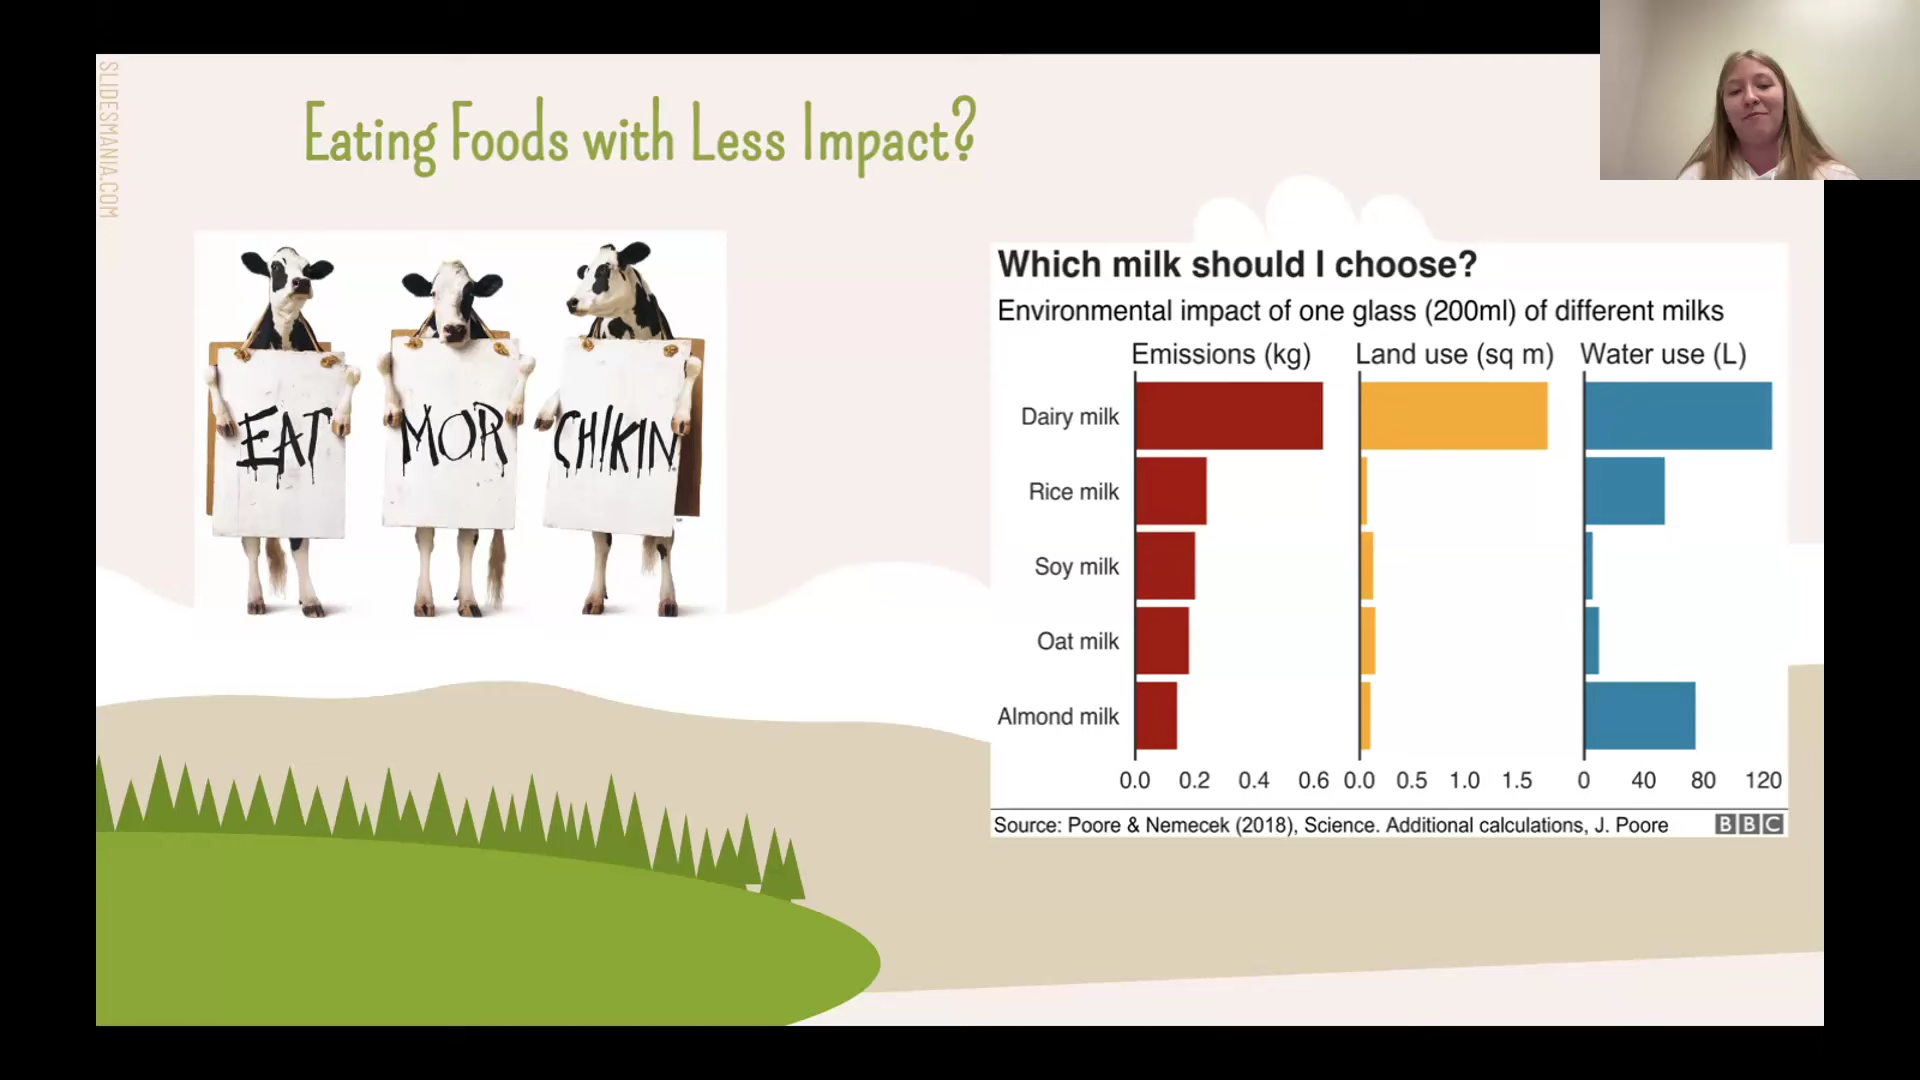 SLIDESMANIA.COM
Eating Foods with Less Impact?
EAT
MOR
CHIKIN
Which milk should I choose?
Environmental impact of one glass (200ml) of different milks
Emissions (kg) Land use (sq m) Water use (L)
Dairy milk
Rice milk
Soy milk
Oat milk
Almond milk
0.0 0.2 0.4 0.6 0.0 0.5 1.0 1.5 0 40 80 120
Source: Poore & Nemecek (2018), Science. Additional calculations, J. Poore BBC